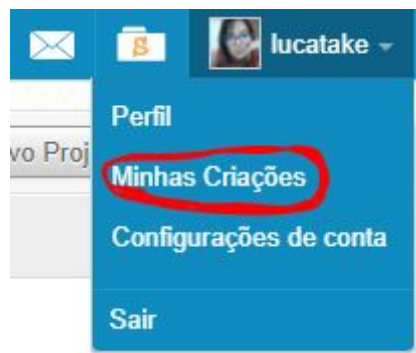 S
lucatake
Perfil
vo Proj
Minhas Criações
Configurações de conta
Sair